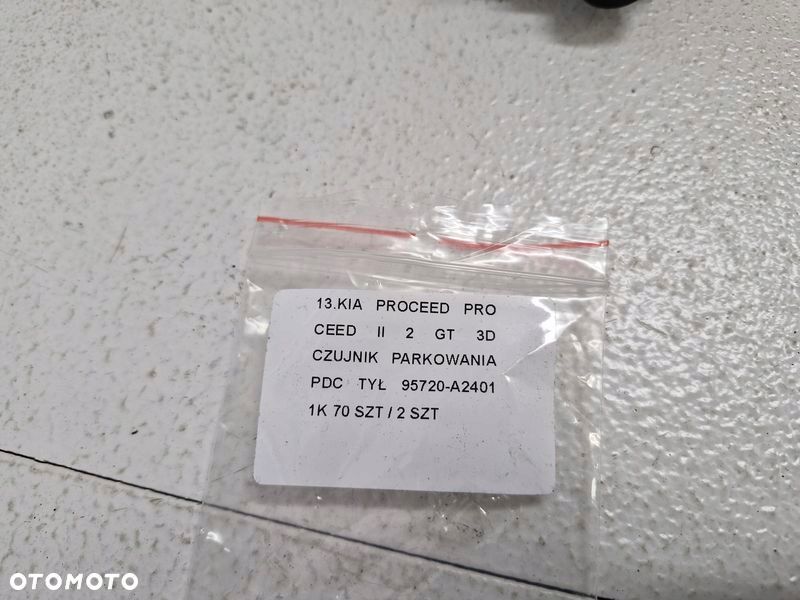 13.KIA PROCEED PRO
CEED II 2 GT 3D
CZUJNIK PARKOWANIA
PDC TYŁ 95720-A2401
1K 70 SZT / 2 SZT
OTOMOTO